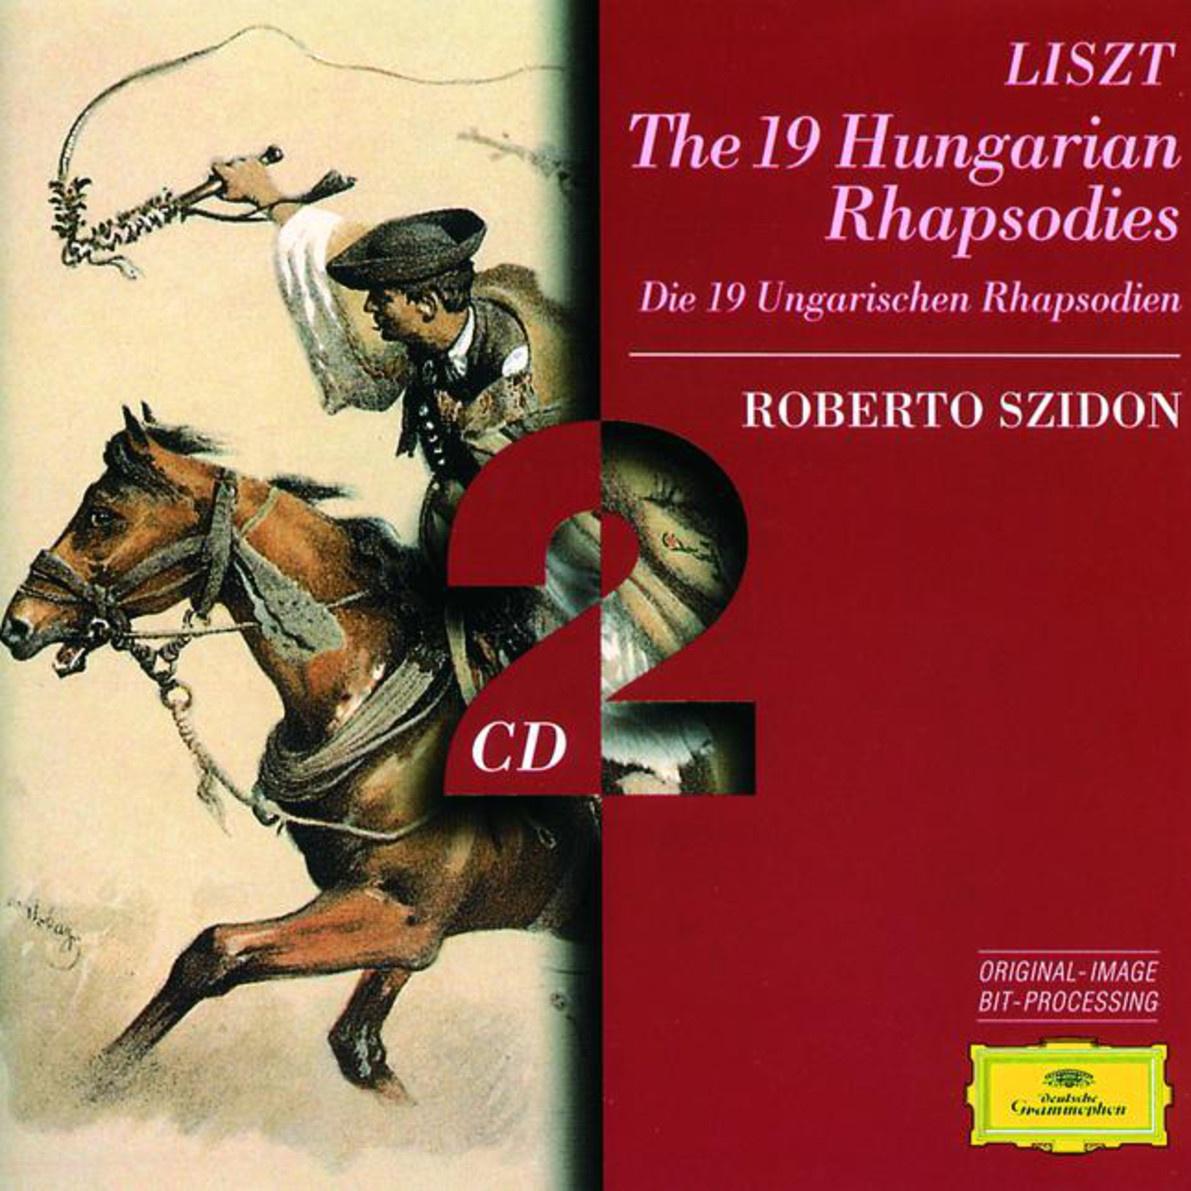 LISZT
The 19 Hungarian
Rhapsodies
Die 19 Ungarischen Rhapsodien
ROBERTO SZIDON
2
CD
ORIGINAL-IMAGE
BIT-PROCESSING
Deutsche
Grammophon